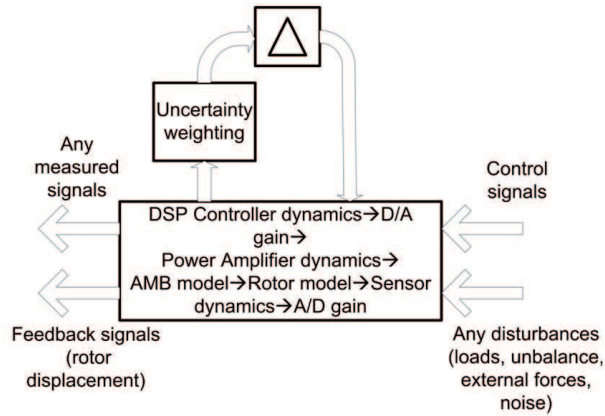 Δ
Uncertainty
weighting
Any
measured
signals
Control
signals
DSP Controller dynamics→D/A
gain→
Power Amplifier dynamics→
AMB model→Rotor model→Sensor
dynamics→A/D gain
Feedback signals
(rotor
displacement)
Any disturbances
(loads, unbalance,
external forces,
noise)